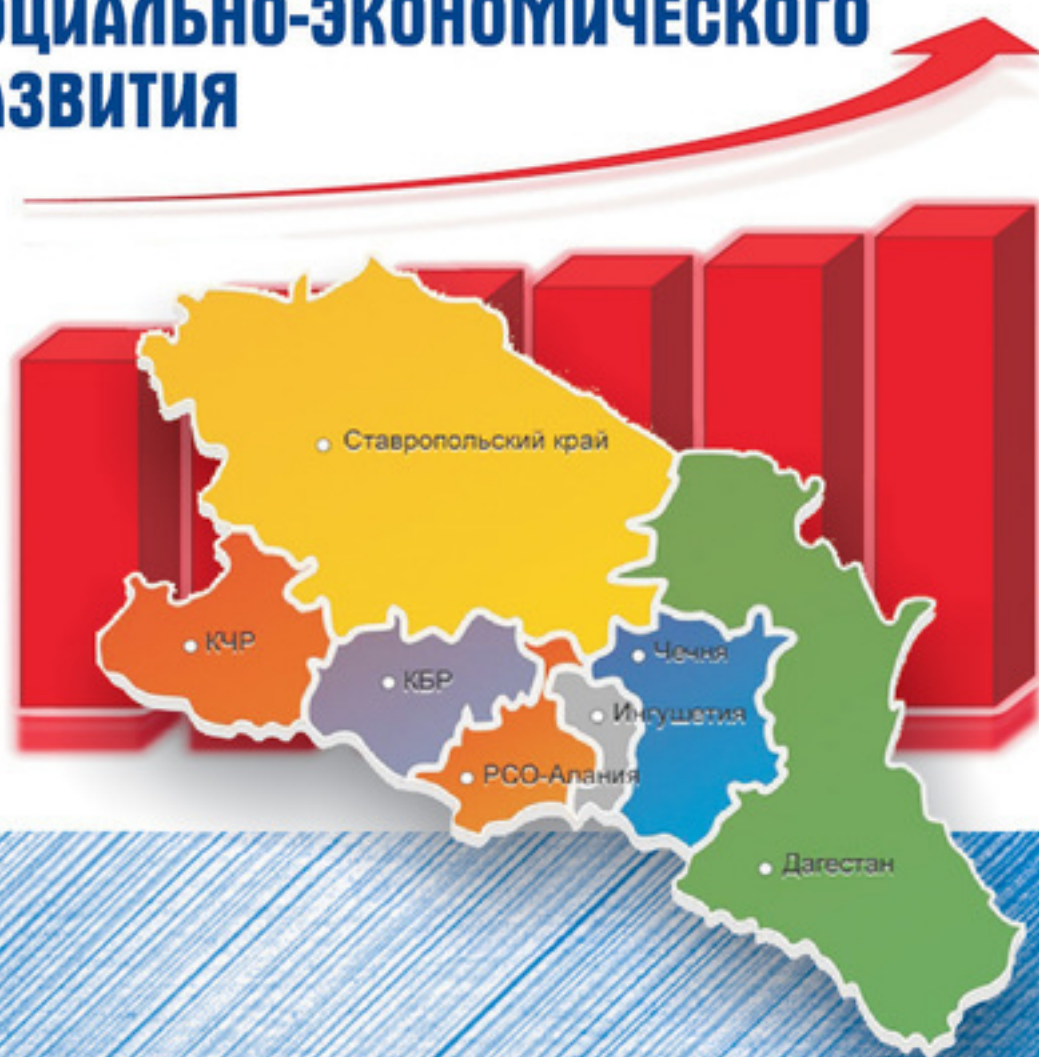 ОЦИАЛЬНО-ЭКОНОМИЧЕСКОГО
АЗВИТИЯ
Ставропольский край
КЧР
КБР
Чечня
Ингушетия
РСО-Алания
Дагестан